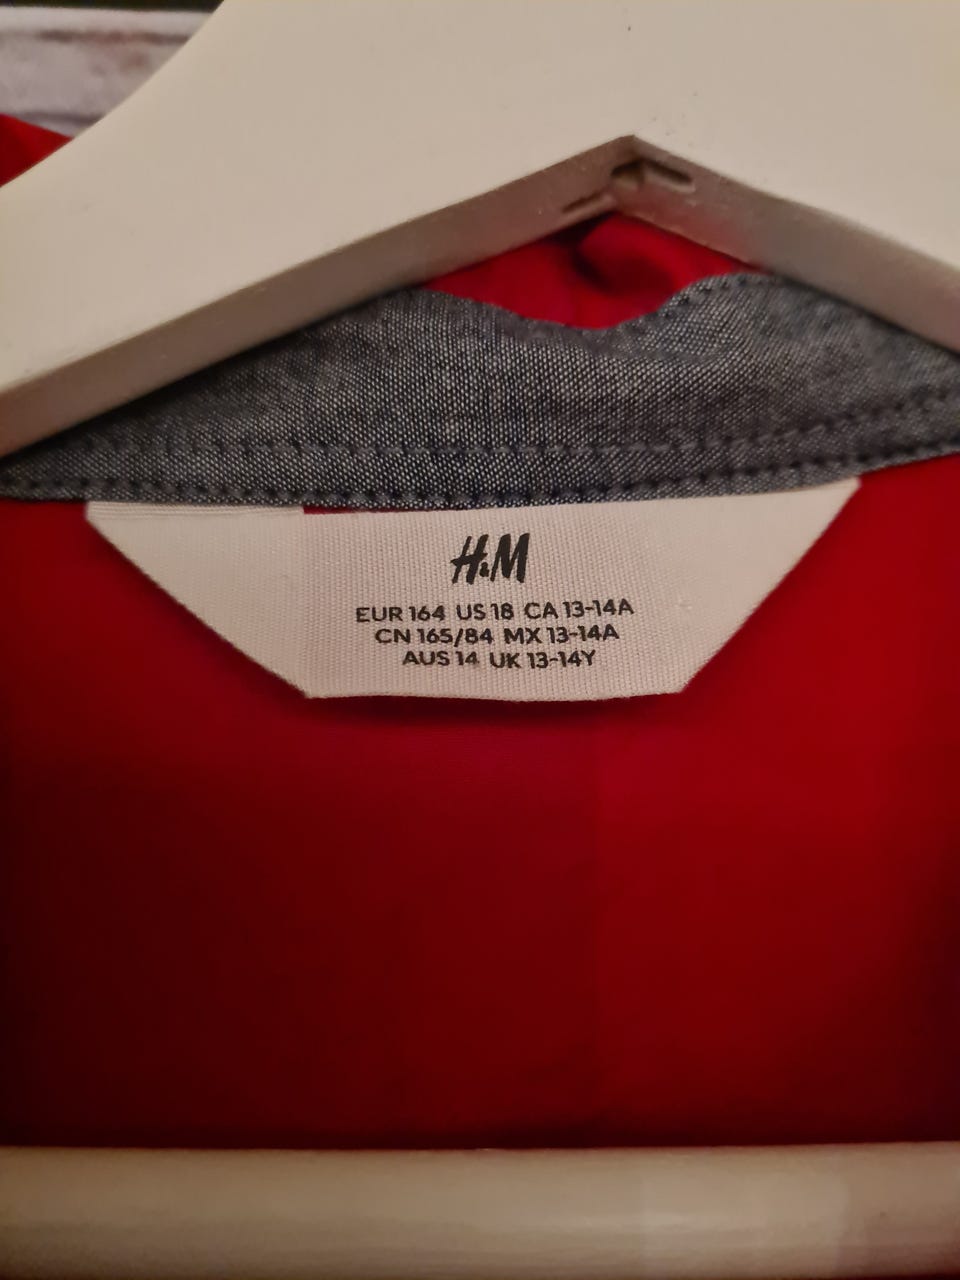 H&M
EUR 164 US 18 CA 13-14A
CN 165/84 MX 13-14A
AUS 14 UK 13-14Y